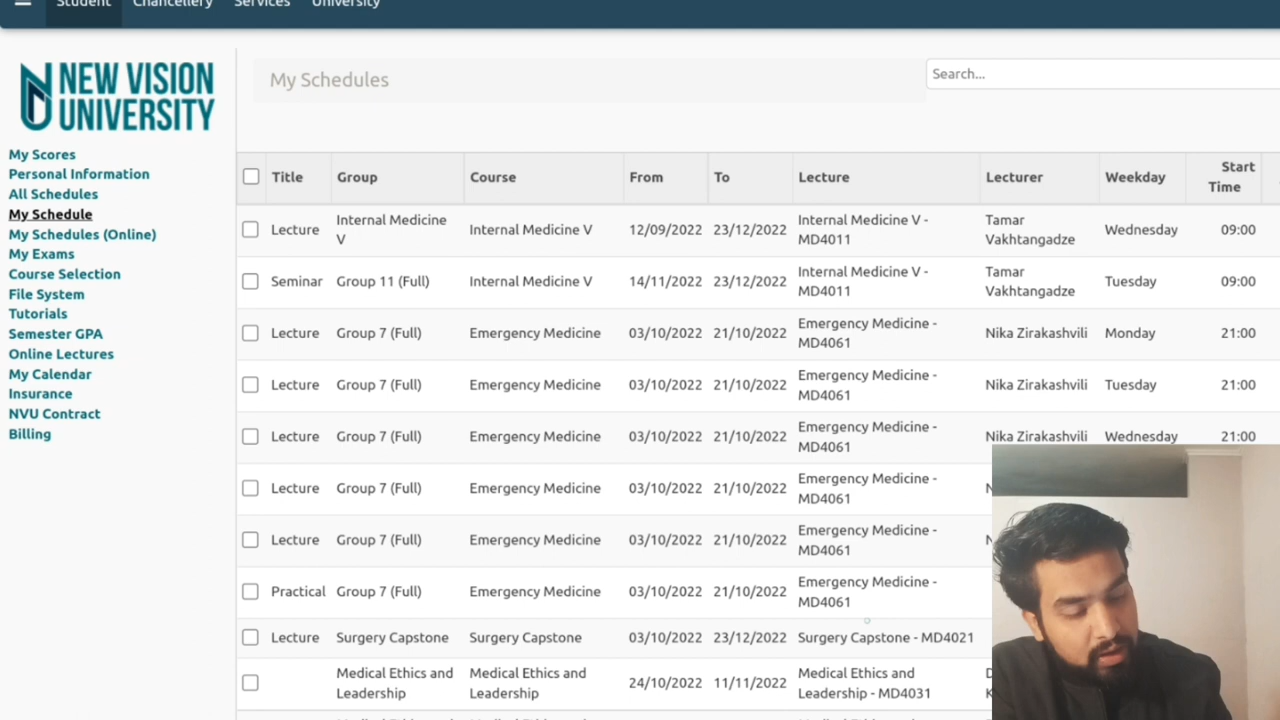 Student Chancellery Services University
NEW VISION
UNIVERSITY
My Schedules
Search...
My Scores
Personal Information
All Schedules
My Schedule
My Schedules (Online)
My Exams
Course Selection
File System
Tutorials
Semester GPA
Online Lectures
My Calendar
Insurance
NVU Contract
Billing
Title Group Course From To Lecture Lecturer Weekday Start
Time
Lecture Internal Medicine V Internal Medicine V 12/09/2022 23/12/2022 Internal Medicine V - MD4011 Tamar Vakhtangadze Wednesday 09:00
Seminar Group 11 (Full) Internal Medicine V 14/11/2022 23/12/2022 Internal Medicine V - MD4011 Tamar Vakhtangadze Tuesday 09:00
Lecture Group 7 (Full) Emergency Medicine 03/10/2022 21/10/2022 Emergency Medicine - MD4061 Nika Zirakashvili Monday 21:00
Lecture Group 7 (Full) Emergency Medicine 03/10/2022 21/10/2022 Emergency Medicine - MD4061 Nika Zirakashvili Tuesday 21:00
Lecture Group 7 (Full) Emergency Medicine 03/10/2022 21/10/2022 Emergency Medicine - MD4061 Nika Zirakashvili Wednesday 21:00
Lecture Group 7 (Full) Emergency Medicine 03/10/2022 21/10/2022 Emergency Medicine - MD4061
Lecture Group 7 (Full) Emergency Medicine 03/10/2022 21/10/2022 Emergency Medicine - MD4061
Practical Group 7 (Full) Emergency Medicine 03/10/2022 21/10/2022 Emergency Medicine - MD4061
Lecture Surgery Capstone Surgery Capstone 03/10/2022 23/12/2022 Surgery Capstone - MD4021
Medical Ethics and Leadership Medical Ethics and Leadership 24/10/2022 11/11/2022 Medical Ethics and Leadership - MD4031